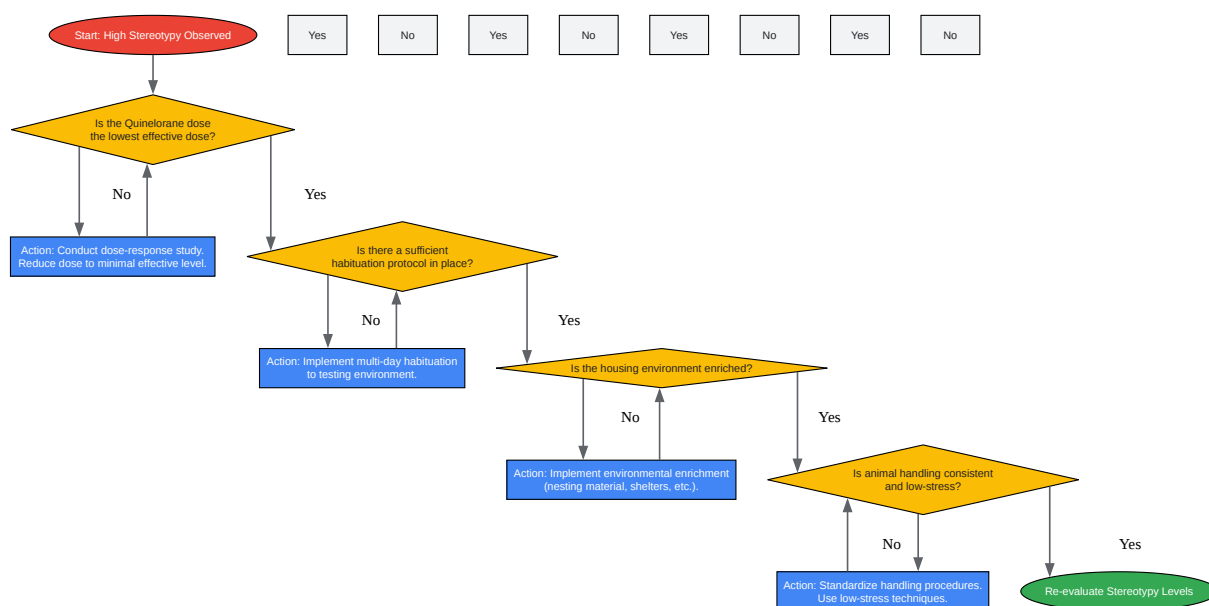 Start: High Stereotypy Observed
Yes
No
Yes
No
Yes
No
Yes
No
Is the Quinelorane dose
the lowest effective dose?
No
Yes
Action: Conduct dose-response study.
Reduce dose to minimal effective level.
Is there a sufficient
habituation protocol in place?
No
Yes
Action: Implement multi-day habituation
to testing environment.
Is the housing environment enriched?
No
Yes
Action: Implement environmental enrichment
(nesting material, shelters, etc.).
Is animal handling consistent
and low-stress?
No
Yes
Action: Standardize handling procedures.
Use low-stress techniques.
Re-evaluate Stereotypy Levels